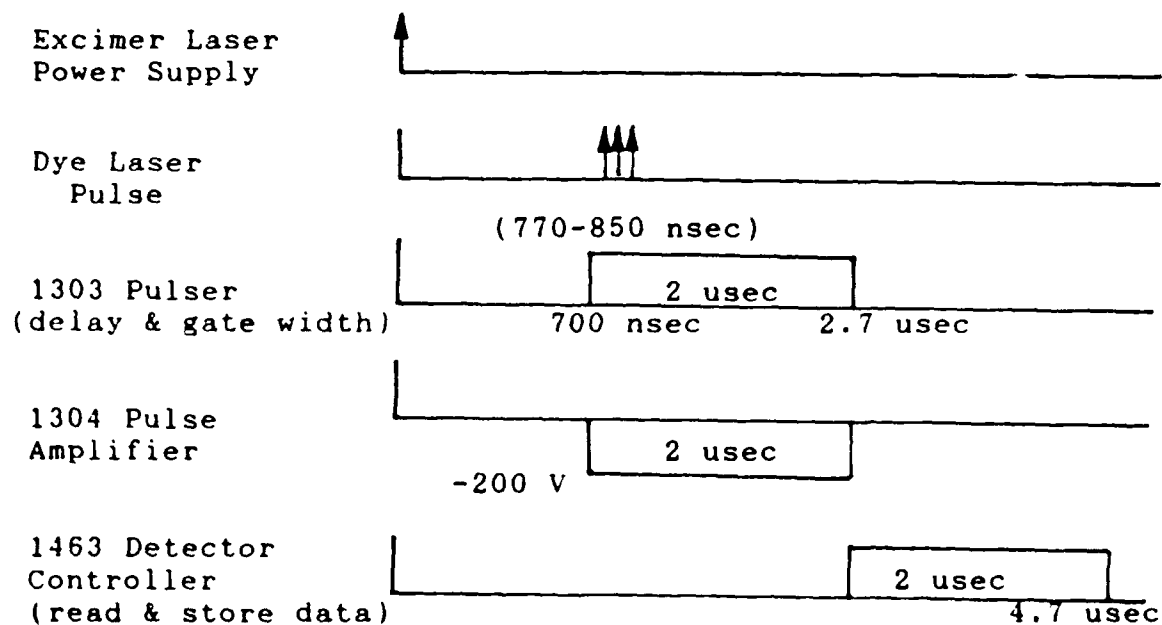 Excimer Laser
Power Supply
Dye Laser
Pulse
(770-850 nsec)
1303 Pulser
(delay & gate width)
2 usec
700 nsec
2.7 usec
1304 Pulse
Amplifier
2 usec
-200 V
1463 Detector
Controller
(read & store data)
2 usec
4.7 usec